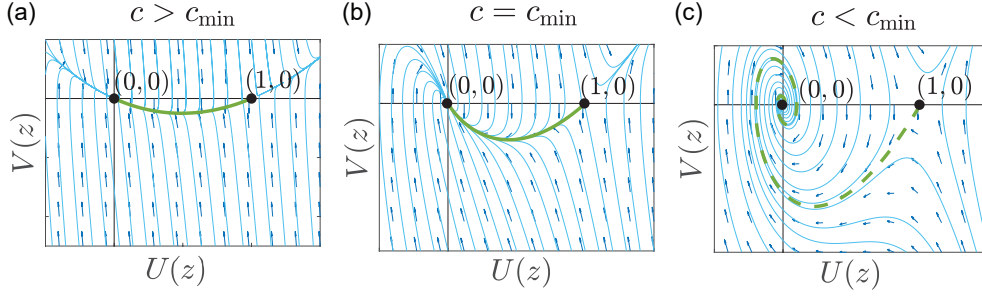 (a) c > c_min
(0,0) (1,0)
V(z)
U(z)
(b) c = c_min
(0,0) (1,0)
V(z)
U(z)
(c) c < c_min
(0,0) (1,0)
V(z)
U(z)